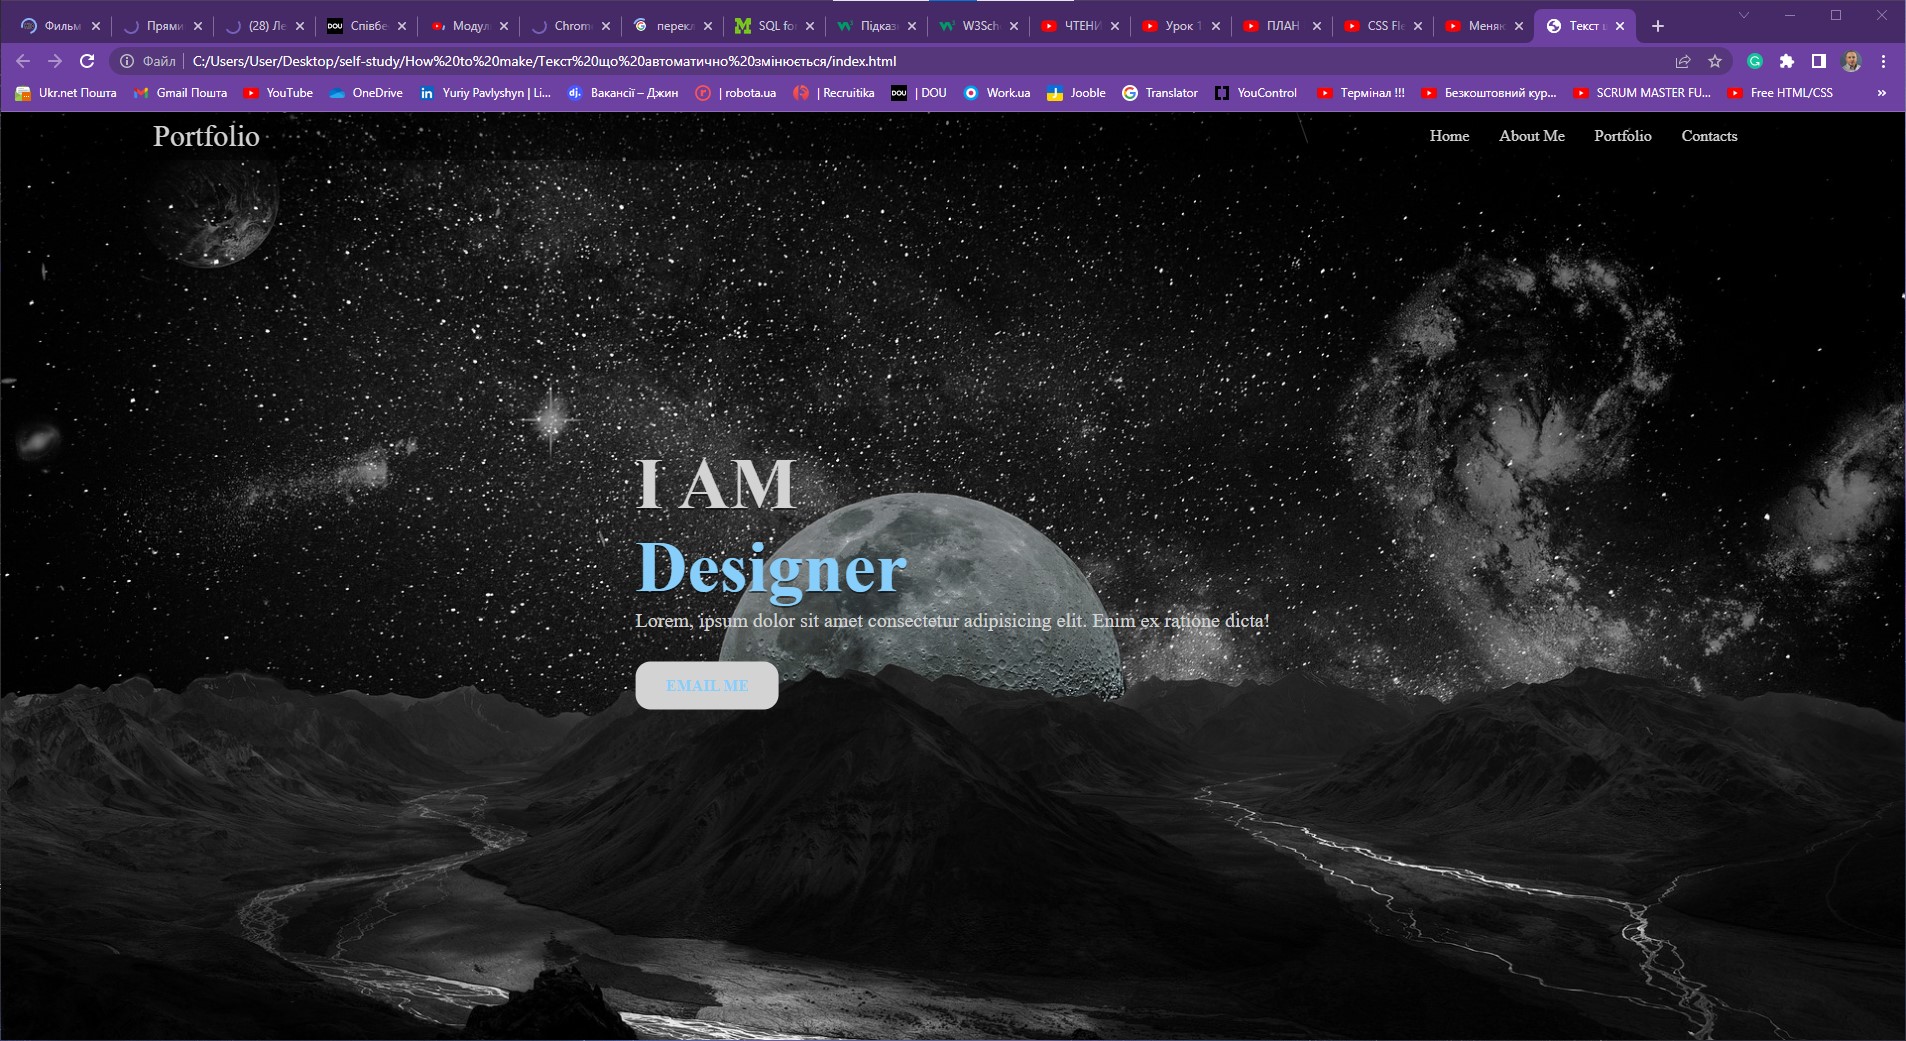 Фильм
Прями
(28) Ле
Співбе
Модул
Chrom
перекл
SQL for
Підказ
W3Sch
ЧТЕНИ
Урок 1
ПЛАН
CSS Fle
Меняю
Текст щ
Файл C:/Users/User/Desktop/self-study/How%20to%20make/Текст%20що%20автоматично%20змінюється/index.html
Ukr.net Пошта
Gmail Пошта
YouTube
OneDrive
Yuriy Pavlyshyn | Li...
Вакансії – Джин
| robota.ua
| Recruitika
DOU | DOU
Work.ua
Jooble
Translator
YouControl
Термінал !!!
Безкоштовний кур...
SCRUM MASTER FU...
Free HTML/CSS
»
Portfolio
Home About Me Portfolio Contacts
I AM
Designer
Lorem, ipsum dolor sit amet consectetur adipisicing elit. Enim ex ratione dicta!
EMAIL ME